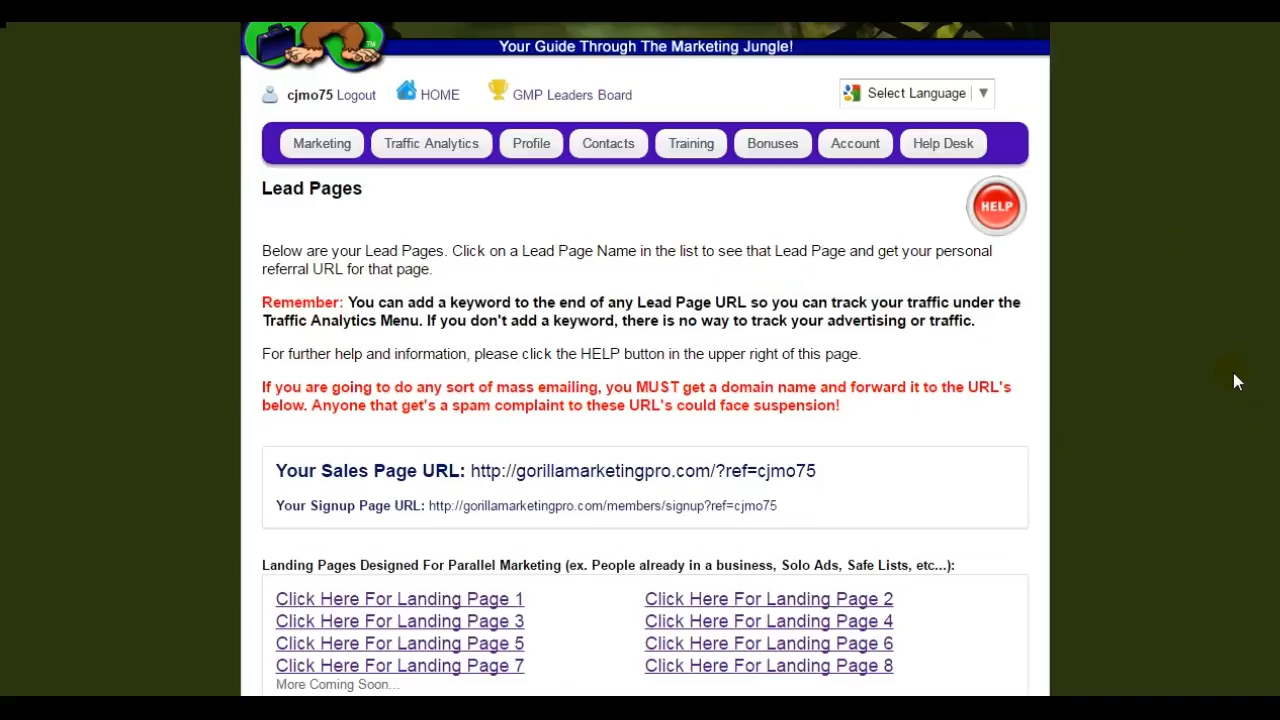 Your Guide Through The Marketing Jungle!
TM
cjmo75 Logout HOME GMP Leaders Board Select Language ▼
Marketing Traffic Analytics Profile Contacts Training Bonuses Account Help Desk
Lead Pages
HELP
Below are your Lead Pages. Click on a Lead Page Name in the list to see that Lead Page and get your personal
referral URL for that page.
Remember: You can add a keyword to the end of any Lead Page URL so you can track your traffic under the
Traffic Analytics Menu. If you don't add a keyword, there is no way to track your advertising or traffic.
For further help and information, please click the HELP button in the upper right of this page.
If you are going to do any sort of mass emailing, you MUST get a domain name and forward it to the URL's
below. Anyone that get's a spam complaint to these URL's could face suspension!
Your Sales Page URL: http://gorillamarketingpro.com/?ref=cjmo75
Your Signup Page URL: http://gorillamarketingpro.com/members/signup?ref=cjmo75
Landing Pages Designed For Parallel Marketing (ex. People already in a business, Solo Ads, Safe Lists, etc...):
Click Here For Landing Page 1 Click Here For Landing Page 2
Click Here For Landing Page 3 Click Here For Landing Page 4
Click Here For Landing Page 5 Click Here For Landing Page 6
Click Here For Landing Page 7 Click Here For Landing Page 8
More Coming Soon...